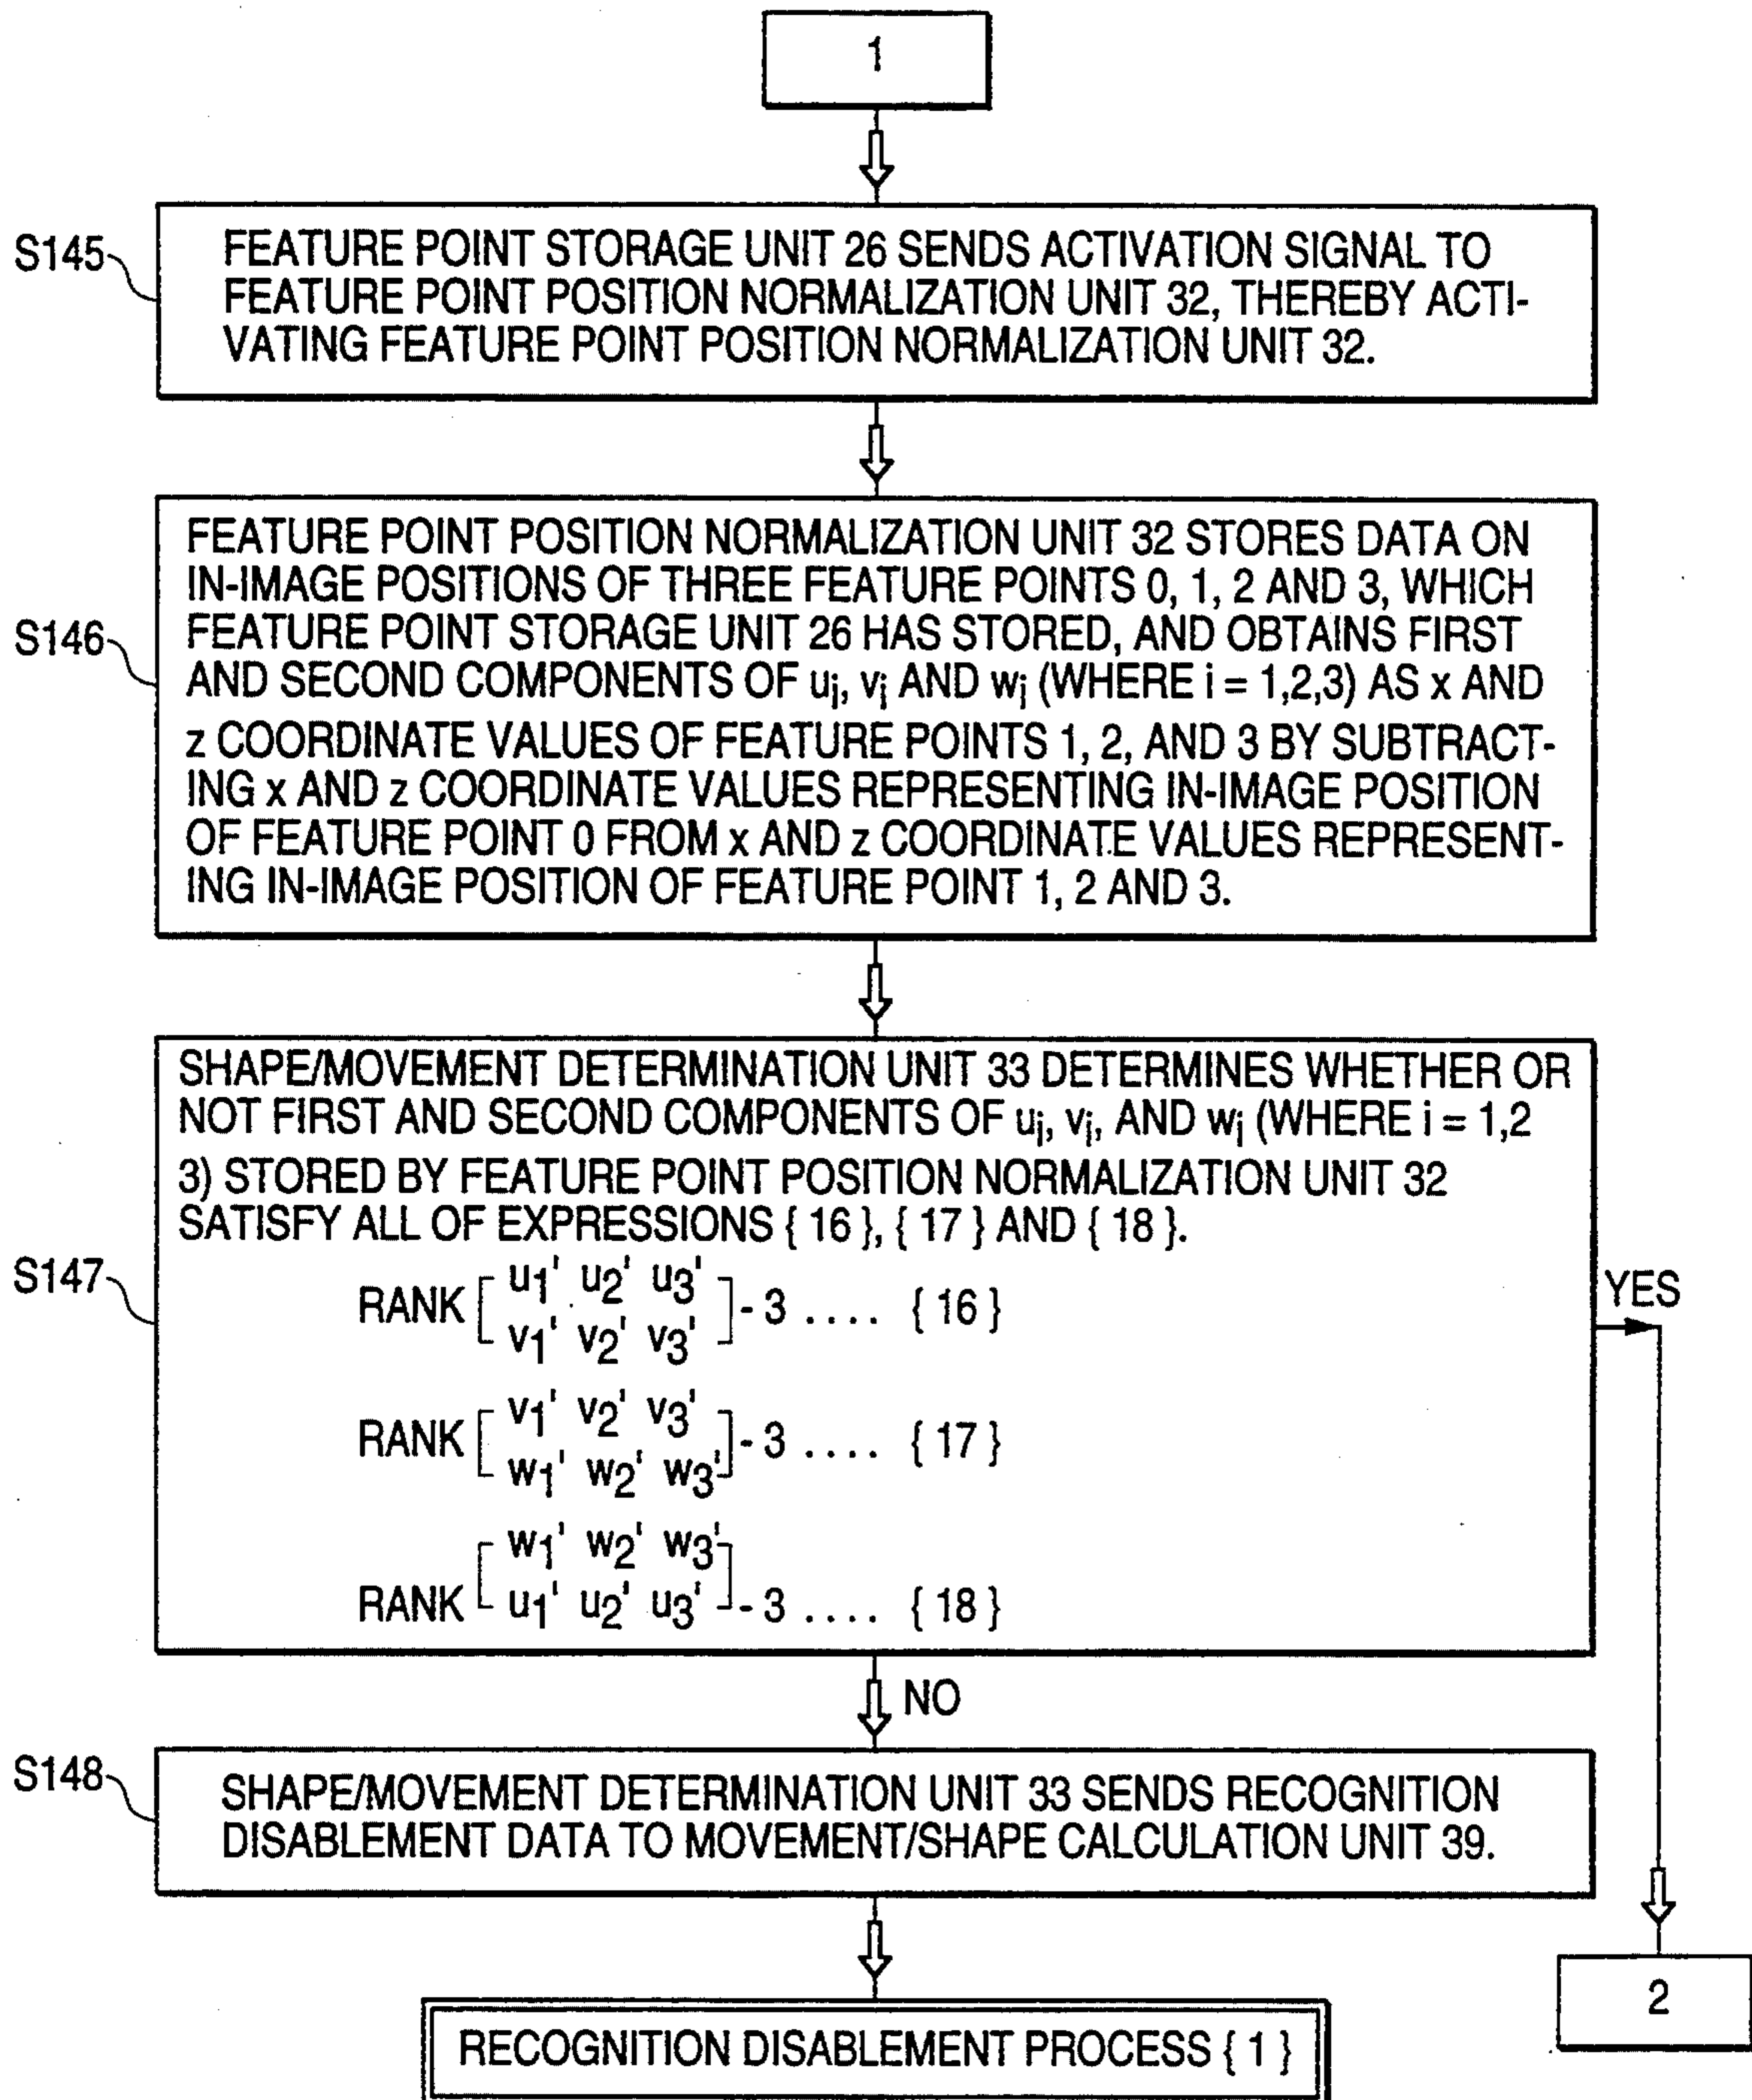 1
S145
FEATURE POINT STORAGE UNIT 26 SENDS ACTIVATION SIGNAL TO
FEATURE POINT POSITION NORMALIZATION UNIT 32, THEREBY ACTI-
VATING FEATURE POINT POSITION NORMALIZATION UNIT 32.
S146
FEATURE POINT POSITION NORMALIZATION UNIT 32 STORES DATA ON
IN-IMAGE POSITIONS OF THREE FEATURE POINTS 0, 1, 2 AND 3, WHICH
FEATURE POINT STORAGE UNIT 26 HAS STORED, AND OBTAINS FIRST
AND SECOND COMPONENTS OF uj, vj AND wj (WHERE i = 1,2,3) AS x AND
z COORDINATE VALUES OF FEATURE POINTS 1, 2, AND 3 BY SUBTRACT-
ING x AND z COORDINATE VALUES REPRESENTING IN-IMAGE POSITION
OF FEATURE POINT 0 FROM x AND z COORDINATE VALUES REPRESENT-
ING IN-IMAGE POSITION OF FEATURE POINT 1, 2 AND 3.
S147
SHAPE/MOVEMENT DETERMINATION UNIT 33 DETERMINES WHETHER OR
NOT FIRST AND SECOND COMPONENTS OF uj, vj, AND wj (WHERE i = 1,2
3) STORED BY FEATURE POINT POSITION NORMALIZATION UNIT 32
SATISFY ALL OF EXPRESSIONS { 16 }, { 17 } AND { 18 }.
u1' u2' u3'
RANK [ ] - 3 .... { 16 }
v1' v2' v3'
v1' v2' v3'
RANK [ ] - 3 .... { 17 }
w1' w2' w3'
w1' w2' w3'
RANK [ ] - 3 .... { 18 }
u1' u2' u3'
YES
NO
S148
SHAPE/MOVEMENT DETERMINATION UNIT 33 SENDS RECOGNITION
DISABLEMENT DATA TO MOVEMENT/SHAPE CALCULATION UNIT 39.
2
RECOGNITION DISABLEMENT PROCESS { 1 }